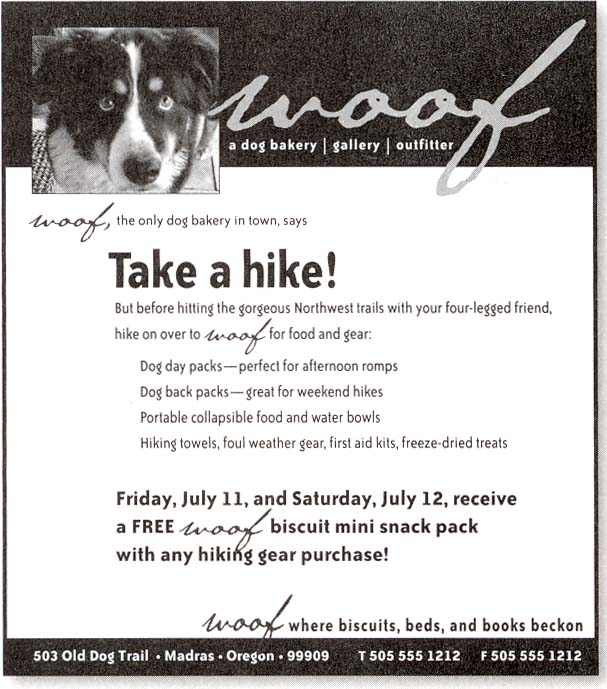 woof
a dog bakery | gallery | outfitter
woof, the only dog bakery in town, says
Take a hike!
But before hitting the gorgeous Northwest trails with your four-legged friend,
hike on over to woof for food and gear:
Dog day packs—perfect for afternoon romps
Dog back packs—great for weekend hikes
Portable collapsible food and water bowls
Hiking towels, foul weather gear, first aid kits, freeze-dried treats
Friday, July 11, and Saturday, July 12, receive
a FREE woof biscuit mini snack pack
with any hiking gear purchase!
woof where biscuits, beds, and books beckon
503 Old Dog Trail • Madras • Oregon • 99909 T 505 555 1212 F 505 555 1212